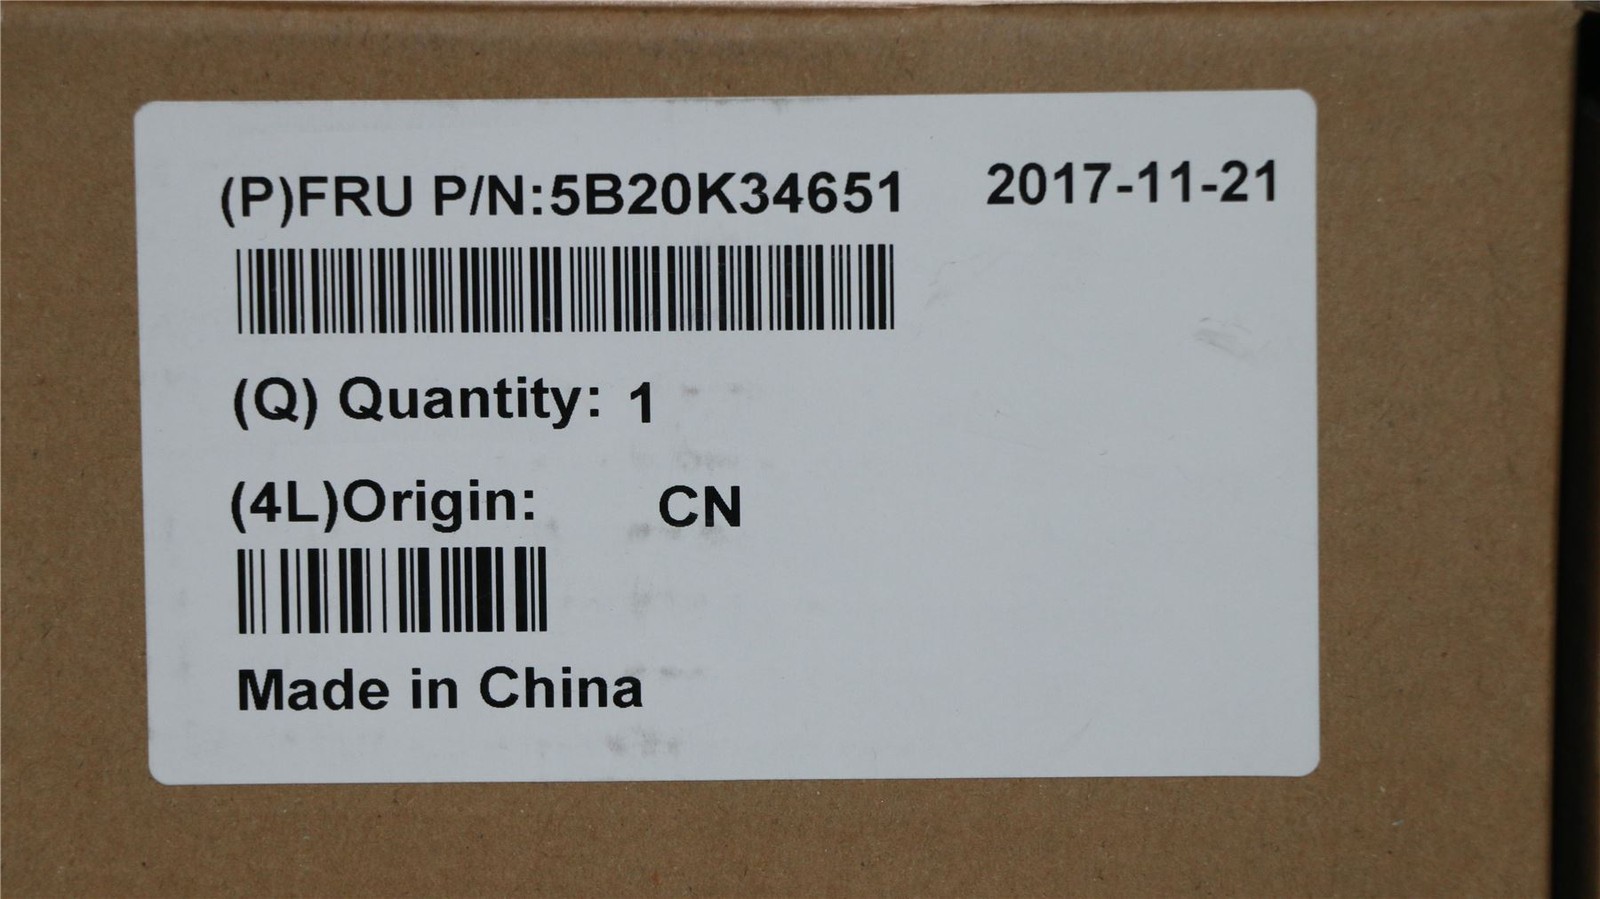 (P)FRU P/N:5B20K34651 2017-11-21
(Q) Quantity: 1
(4L)Origin: CN
Made in China